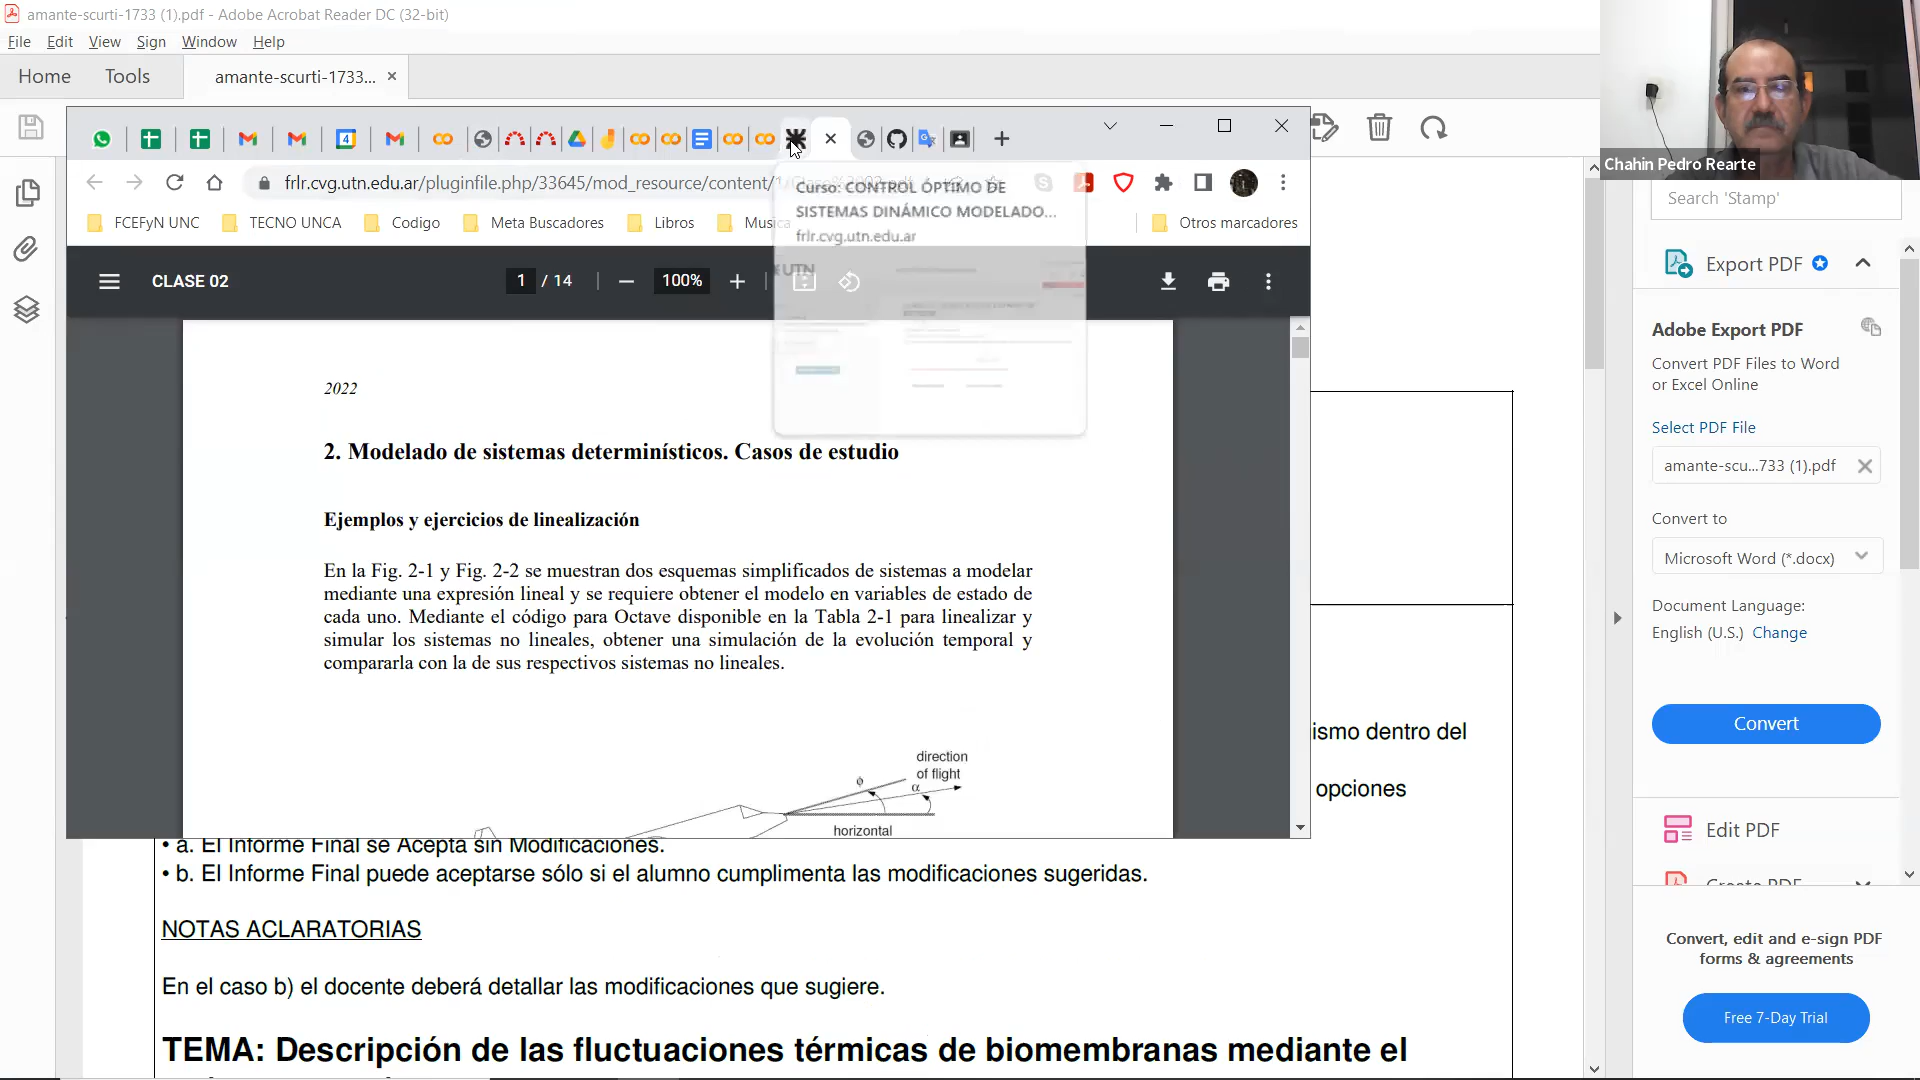 amante-scurti-1733 (1).pdf - Adobe Acrobat Reader DC (32-bit)
File Edit View Sign Window Help
Home Tools amante-scurti-1733... ×
4
frlr.cvg.utn.edu.ar/pluginfile.php/33645/mod_resource/content/
FCEFyN UNC TECNO UNCA Codigo Meta Buscadores Libros Musica Otros marcadores
Curso: CONTROL ÓPTIMO DE
SISTEMAS DINÁMICO MODELADO...
frlr.cvg.utn.edu.ar
UTN
CLASE 02 1 / 14 100%
2022
2. Modelado de sistemas determinísticos. Casos de estudio
Ejemplos y ejercicios de linealización
En la Fig. 2-1 y Fig. 2-2 se muestran dos esquemas simplificados de sistemas a modelar
mediante una expresión lineal y se requiere obtener el modelo en variables de estado de
cada uno. Mediante el código para Octave disponible en la Tabla 2-1 para linealizar y
simular los sistemas no lineales, obtener una simulación de la evolución temporal y
compararla con la de sus respectivos sistemas no lineales.
direction
of flight
ϕ
α
horizontal
ismo dentro del
opciones
• a. El Informe Final se Acepta sin Modificaciones.
• b. El Informe Final puede aceptarse sólo si el alumno cumplimenta las modificaciones sugeridas.
NOTAS ACLARATORIAS
En el caso b) el docente deberá detallar las modificaciones que sugiere.
TEMA: Descripción de las fluctuaciones térmicas de biomembranas mediante el
Chahin Pedro Rearte
Search 'Stamp'
Export PDF
Adobe Export PDF
Convert PDF Files to Word
or Excel Online
Select PDF File
amante-scu...733 (1).pdf
Convert to
Microsoft Word (*.docx)
Document Language:
English (U.S.) Change
Convert
Edit PDF
Create PDF
Convert, edit and e-sign PDF
forms & agreements
Free 7-Day Trial